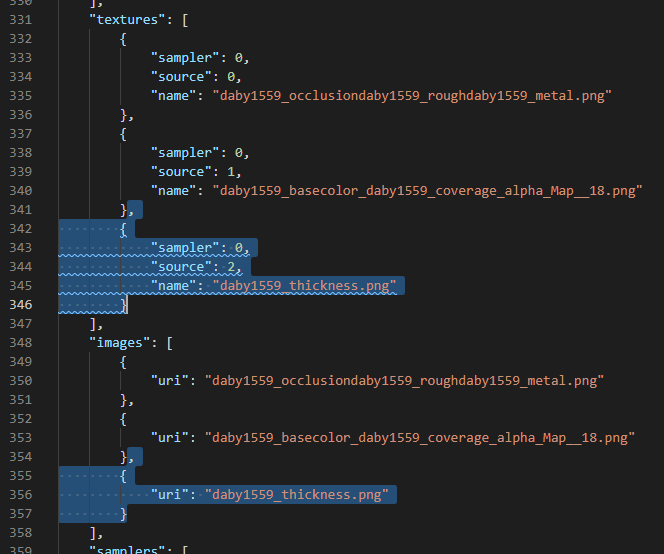 330 ],
331 "textures": [
332 {
333 "sampler": 0,
334 "source": 0,
335 "name": "daby1559_occlusiondaby1559_roughdaby1559_metal.png"
336 },
337 {
338 "sampler": 0,
339 "source": 1,
340 "name": "daby1559_basecolor_daby1559_coverage_alpha_Map__18.png"
341 },
342 {
343 "sampler": 0,
344 "source": 2,
345 "name": "daby1559_thickness.png"
346 }
347 ],
348 "images": [
349 {
350 "uri": "daby1559_occlusiondaby1559_roughdaby1559_metal.png"
351 },
352 {
353 "uri": "daby1559_basecolor_daby1559_coverage_alpha_Map__18.png"
354 },
355 {
356 "uri": "daby1559_thickness.png"
357 }
358 ],
"samplers": [